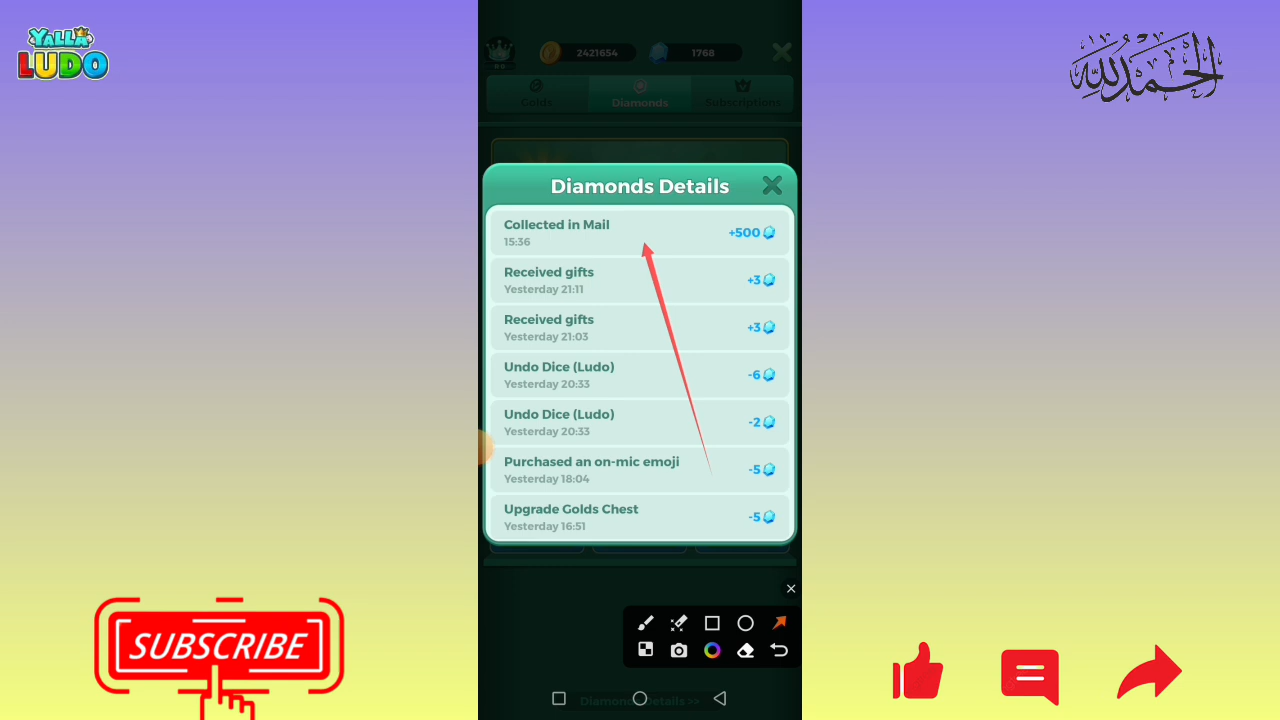 YALLA
LUDO
الحمد لله
2421654
1768
Golds
Diamonds
Subscriptions
Diamonds Details
Collected in Mail
15:36
+500
Received gifts
Yesterday 21:11
+3
Received gifts
Yesterday 21:03
+3
Undo Dice (Ludo)
Yesterday 20:33
-6
Undo Dice (Ludo)
Yesterday 20:33
-2
Purchased an on-mic emoji
Yesterday 18:04
-5
Upgrade Golds Chest
Yesterday 16:51
-5
Diamonds Details >>
SUBSCRIBE